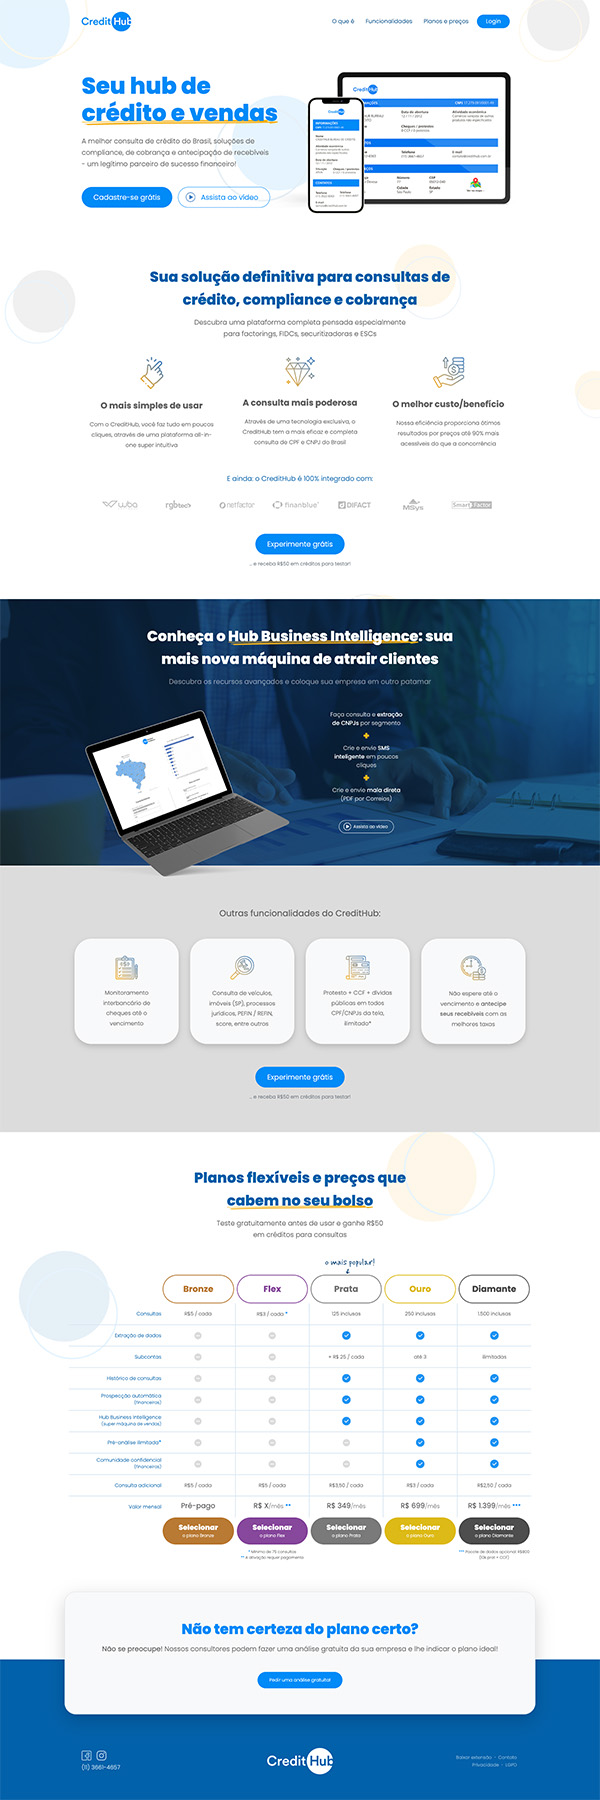 CreditHub
O que é
Funcionalidades
Planos e preços
Login
Seu hub de
crédito e vendas
A melhor consulta de crédito do Brasil, soluções de
compliance, de cobrança e antecipação de recebíveis
- um legítimo parceiro de sucesso financeiro!
Cadastre-se grátis
Assista ao vídeo
Sua solução definitiva para consultas de
crédito, compliance e cobrança
Descubra uma plataforma completa pensada especialmente
para factorings, FIDCs, securitizadoras e ESCs
O mais simples de usar
Com o CreditHub, você faz tudo em poucos
cliques, através de uma plataforma all-in-
one super intuitiva
A consulta mais poderosa
Através de uma tecnologia exclusiva, o
CreditHub tem a mais eficaz e completa
consulta de CPF e CNPJ do Brasil
O melhor custo/benefício
Nossa eficiência proporciona ótimos
resultados por preços até 90% mais
acessíveis do que a concorrência
E ainda: o CreditHub é 100% integrado com:
wba
rgbtech
netfactor
finanblue
DIFACT
MSys
Smart Factor
Experimente grátis
... e receba R$50 em créditos para testar!
Conheça o Hub Business Intelligence: sua
mais nova máquina de atrair clientes
Descubra os recursos avançados e coloque sua empresa em outro patamar
Faça consulta e extração
de CNPJs por segmento
+
Crie e envie SMS
inteligente em poucos
cliques
+
Crie e envie mala direta
(PDF por Correios)
Assista ao vídeo
Outras funcionalidades do CreditHub:
Monitoramento
interbancário de
cheques até o
vencimento
Consulta de veículos,
imóveis (SP), processos
jurídicos, PEFIN / REFIN,
score, entre outros
Protesto + CCF + dívidas
públicas em todos
CPF/CNPJs da tela,
ilimitado*
Não espere até o
vencimento e antecipe
seus recebíveis com as
melhores taxas
Experimente grátis
... e receba R$50 em créditos para testar!
Planos flexíveis e preços que
cabem no seu bolso
Teste gratuitamente antes de usar e ganhe R$50
em créditos para consultas
o mais popular!
Bronze Flex Prata Ouro Diamante
Consultas R$5 / cada R$3 / cada * 125 inclusas 250 inclusas 1.500 inclusas
Extração de dados
Subcontas + R$ 25 / cada até 3 ilimitadas
Histórico de consultas
Prospecção automática
(financeiros)
Hub Business Intelligence
(super máquina de vendas)
Pré-análise ilimitada*
Comunidade confidencial
(financeiros)
Consulta adicional R$5 / cada R$5 / cada R$3,50 / cada R$3 / cada R$2,50 / cada
Valor mensal Pré-pago R$ X/mês ** R$ 349/mês R$ 699/mês R$ 1.399/mês ***
Selecionar
o plano Bronze
Selecionar
o plano Flex
Selecionar
o plano Prata
Selecionar
o plano Ouro
Selecionar
o plano Diamante
* Mínimo de 75 consultas
** A ativação requer pagamento
Não tem certeza do plano certo?
Não se preocupe! Nossos consultores podem fazer uma análise gratuita da sua empresa e lhe indicar o plano ideal!
Pedir uma análise gratuita!
(11) 3661-4657
CreditHub
Baixar extensão • Contato
Privacidade • LGPD